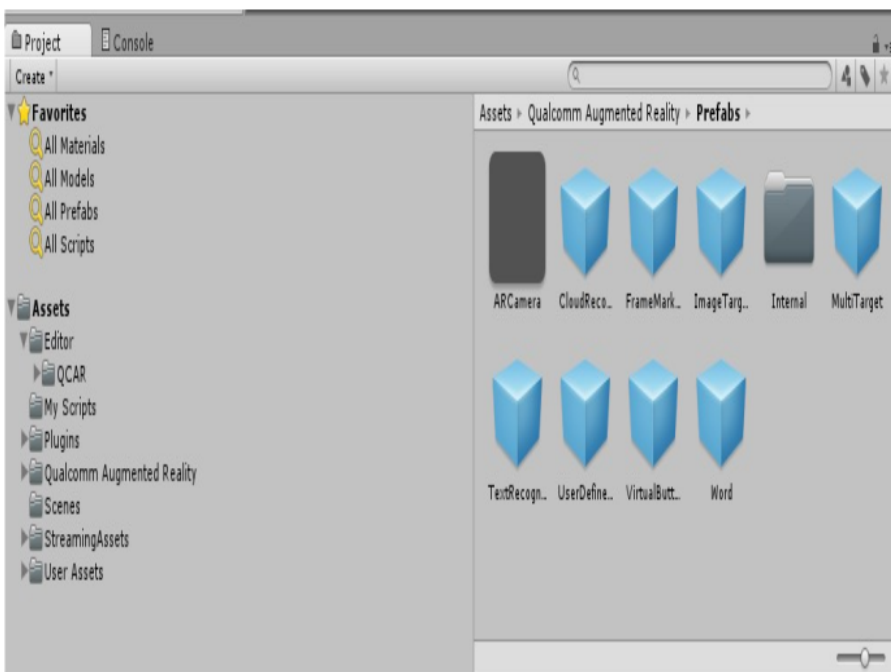 Project
Console
Create
Favorites
All Materials
All Models
All Prefabs
All Scripts
Assets
Editor
QCAR
My Scripts
Plugins
Qualcomm Augmented Reality
Scenes
StreamingAssets
User Assets
Assets ▸ Qualcomm Augmented Reality ▸ Prefabs ▸
ARCamera CloudReco... FrameMark... ImageTarg... Internal MultiTarget
TextRecogn... UserDefine... VirtualButt... Word